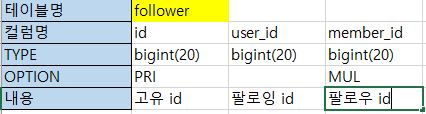 테이블명 follower
컬럼명 id user_id member_id
TYPE bigint(20) bigint(20) bigint(20)
OPTION PRI MUL
내용 고유 id 팔로잉 id 팔로우 id